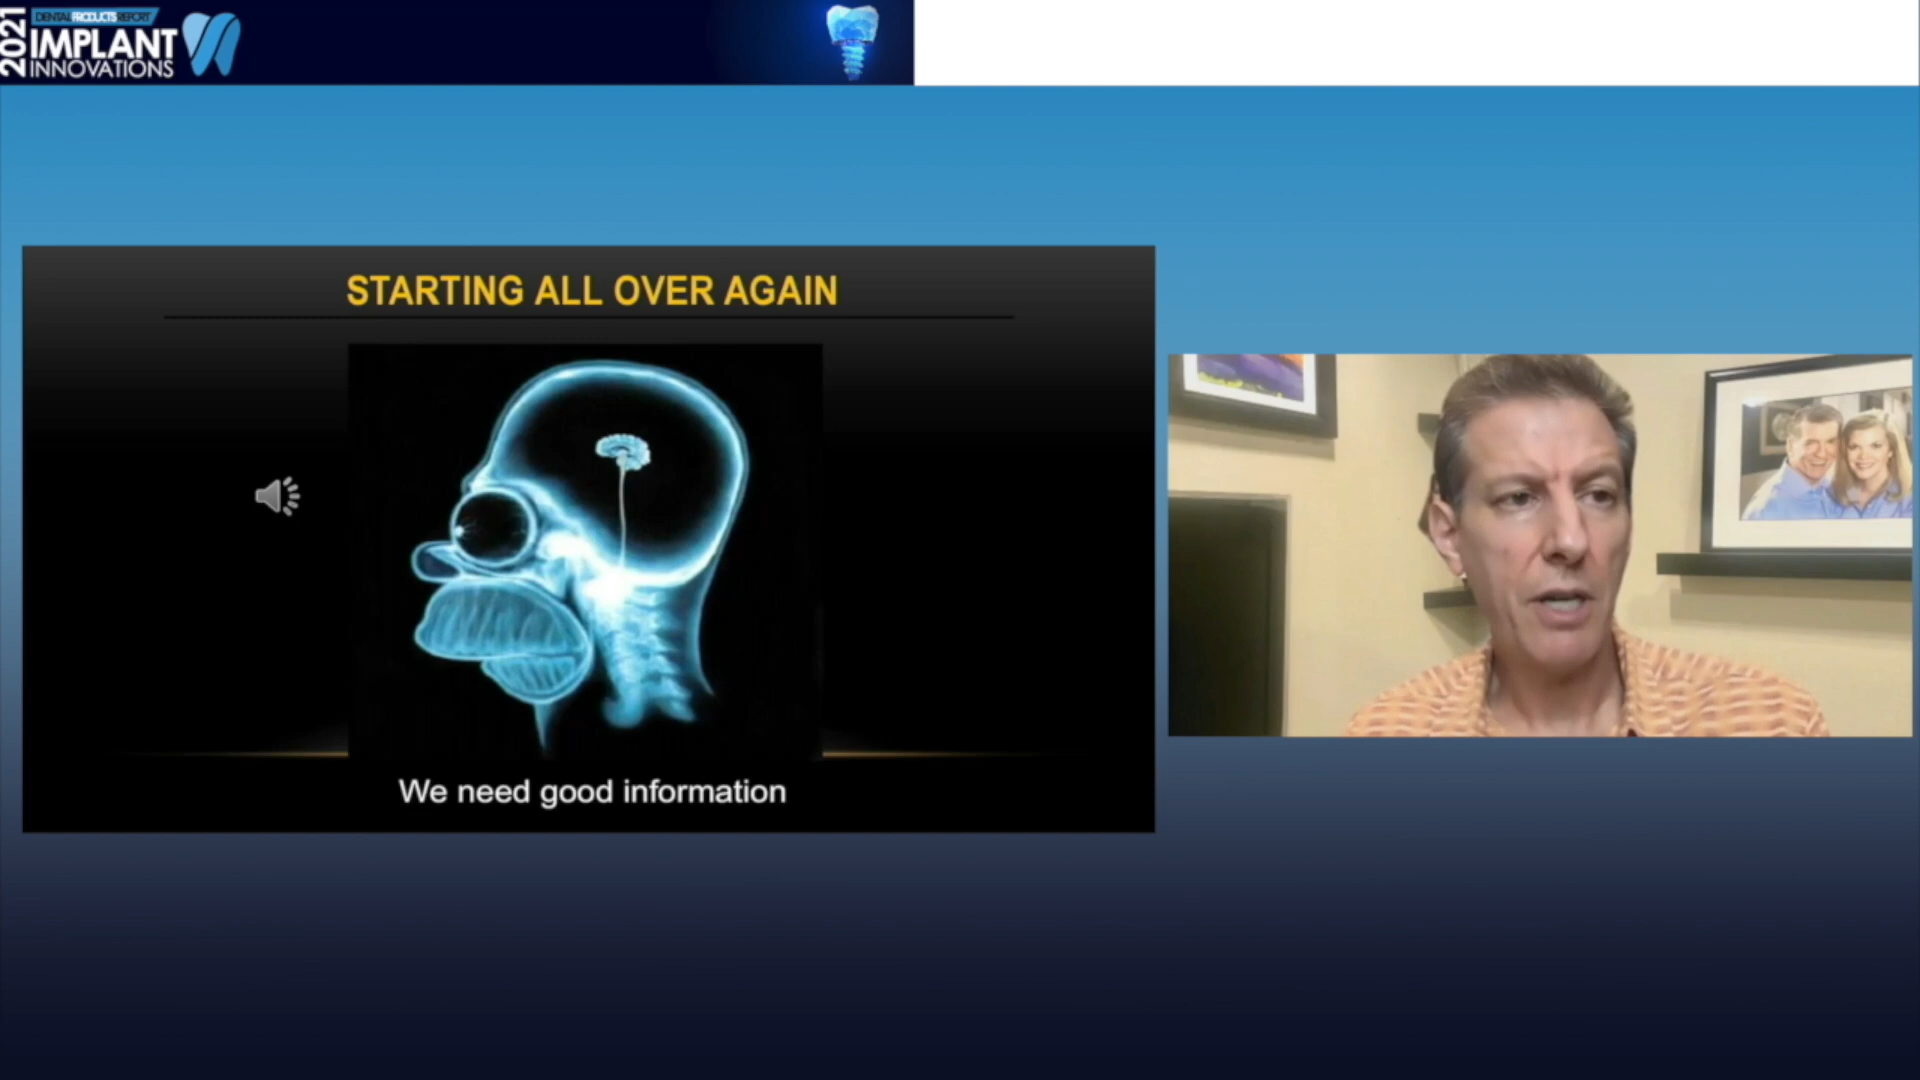 2021
DENTAL PRODUCTS REPORT
IMPLANT
INNOVATIONS
STARTING ALL OVER AGAIN
We need good information